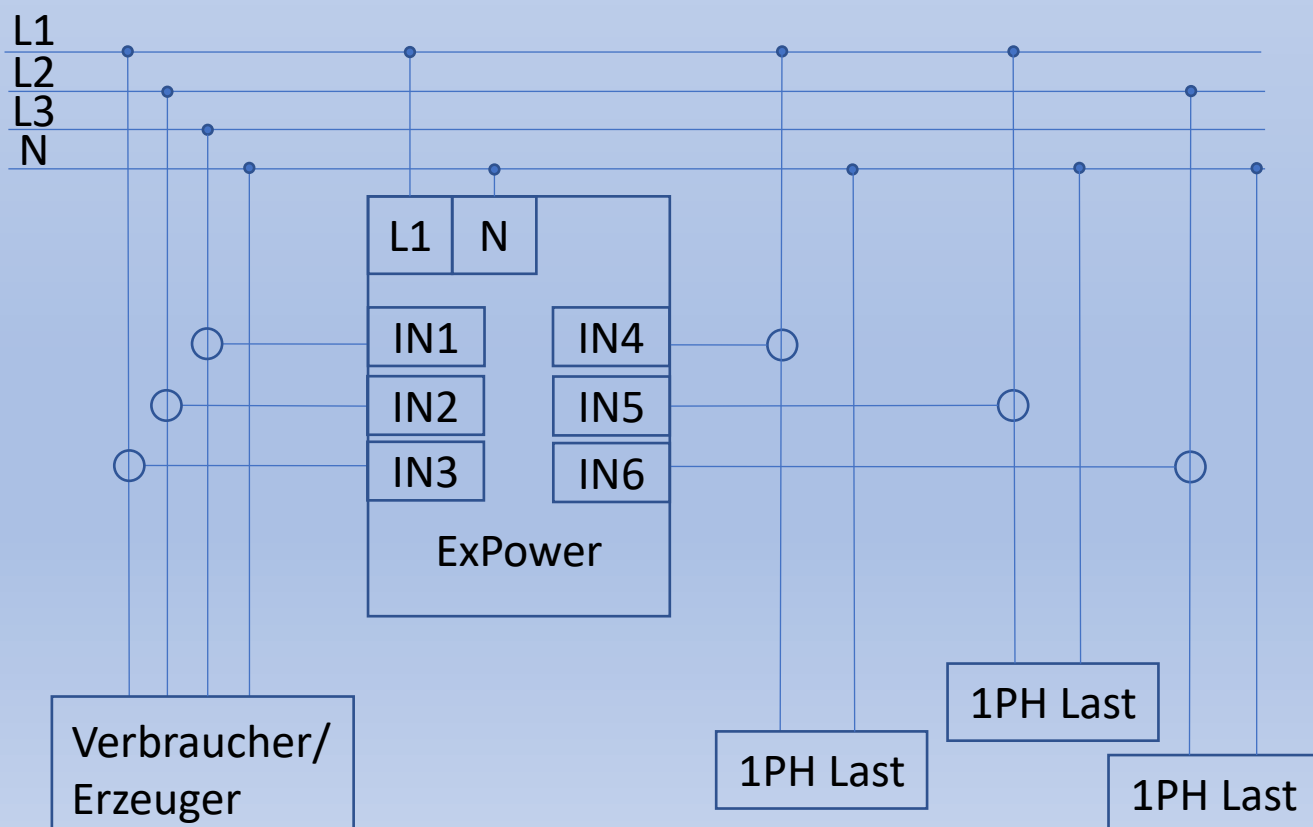 L1
L2
L3
N
L1
N
IN1
IN4
IN2
IN5
IN3
IN6
ExPower
1PH Last
Verbraucher/
Erzeuger
1PH Last
1PH Last